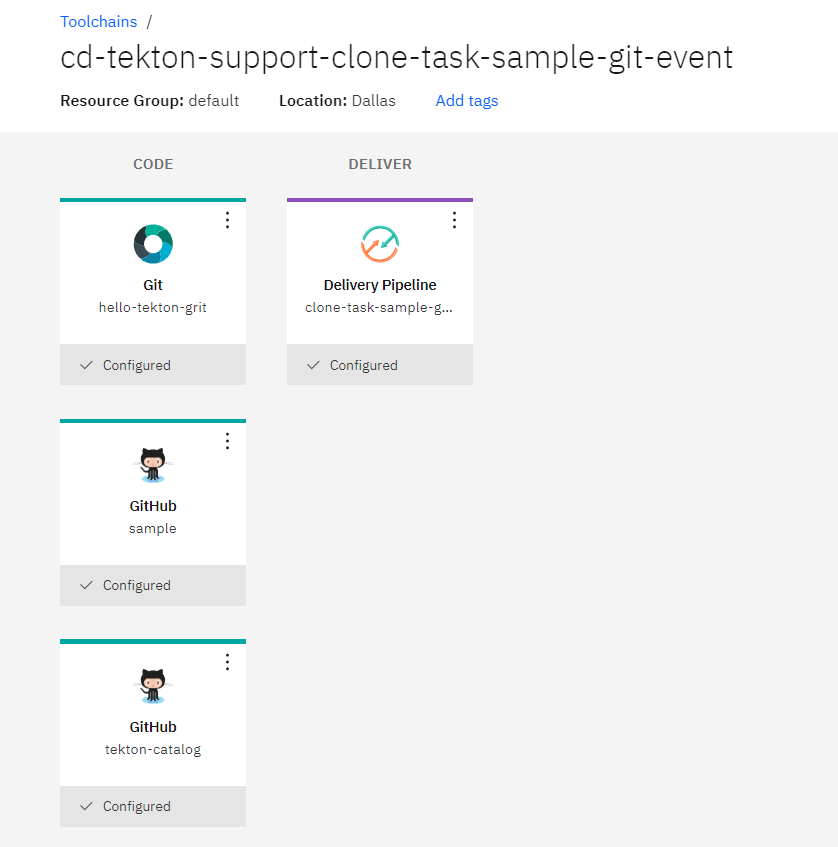 Toolchains /
cd-tekton-support-clone-task-sample-git-event
Resource Group: default Location: Dallas Add tags
CODE
Git
hello-tekton-grit
Configured
GitHub
sample
Configured
GitHub
tekton-catalog
Configured
DELIVER
Delivery Pipeline
clone-task-sample-g...
Configured